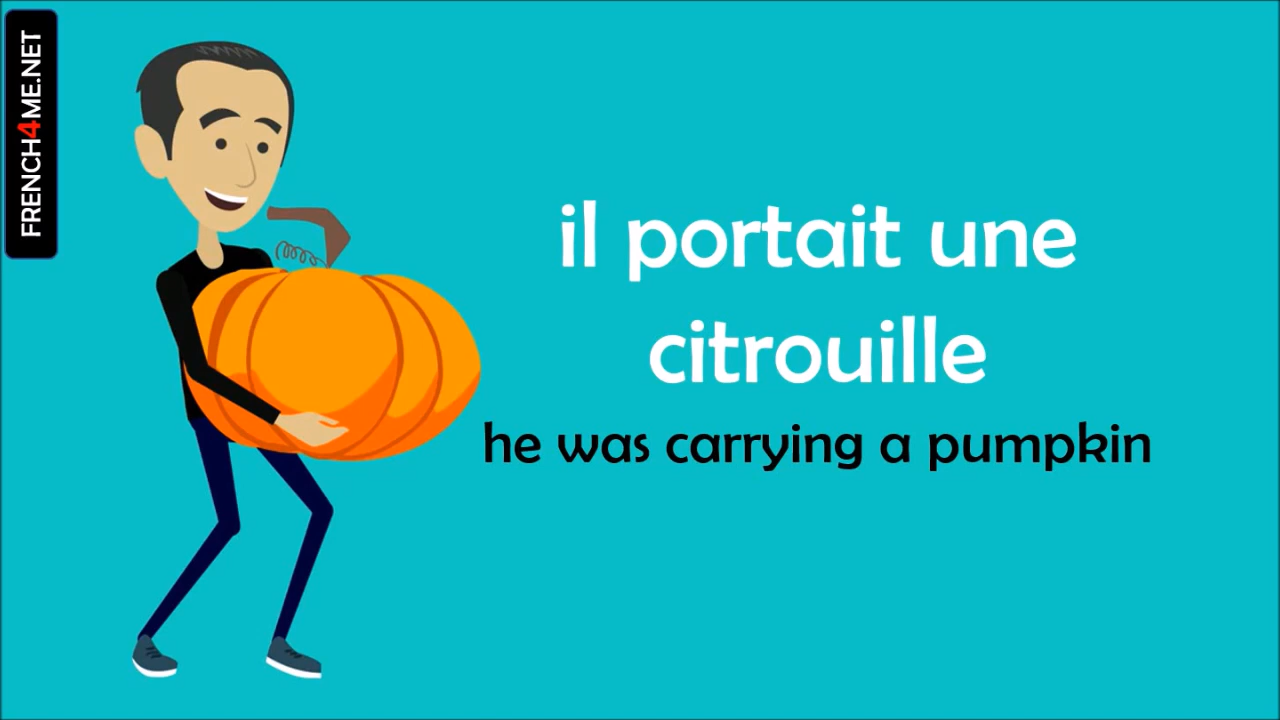 FRENCH4ME.NET
il portait une
citrouille
he was carrying a pumpkin